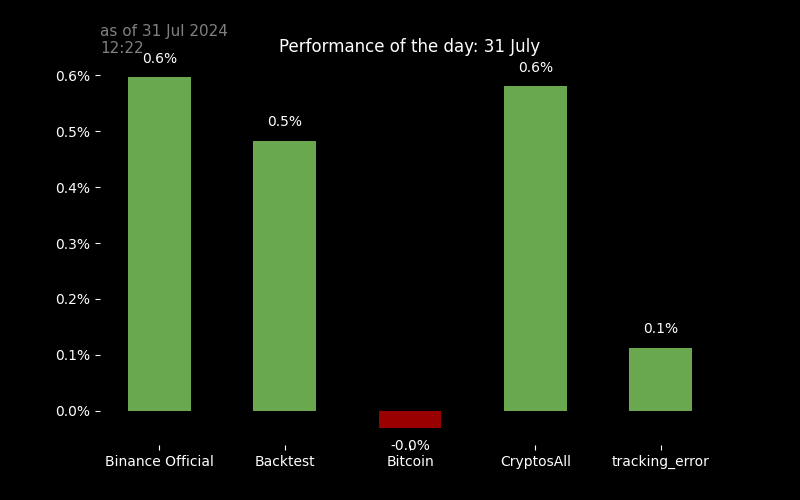 as of 31 Jul 2024
12:22
Performance of the day: 31 July
0.6%
0.5%
0.4%
0.3%
0.2%
0.1%
0.0%
0.6%
0.5%
-0.0%
0.6%
0.1%
Binance Official
Backtest
Bitcoin
CryptosAll
tracking_error